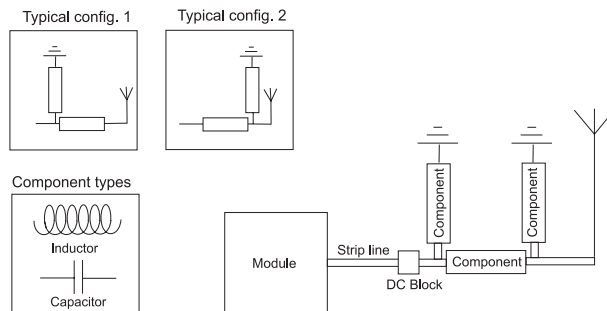 Typical config. 1
Typical config. 2
Component types
Inductor
Capacitor
Module
Strip line
DC Block
Component
Component
Component